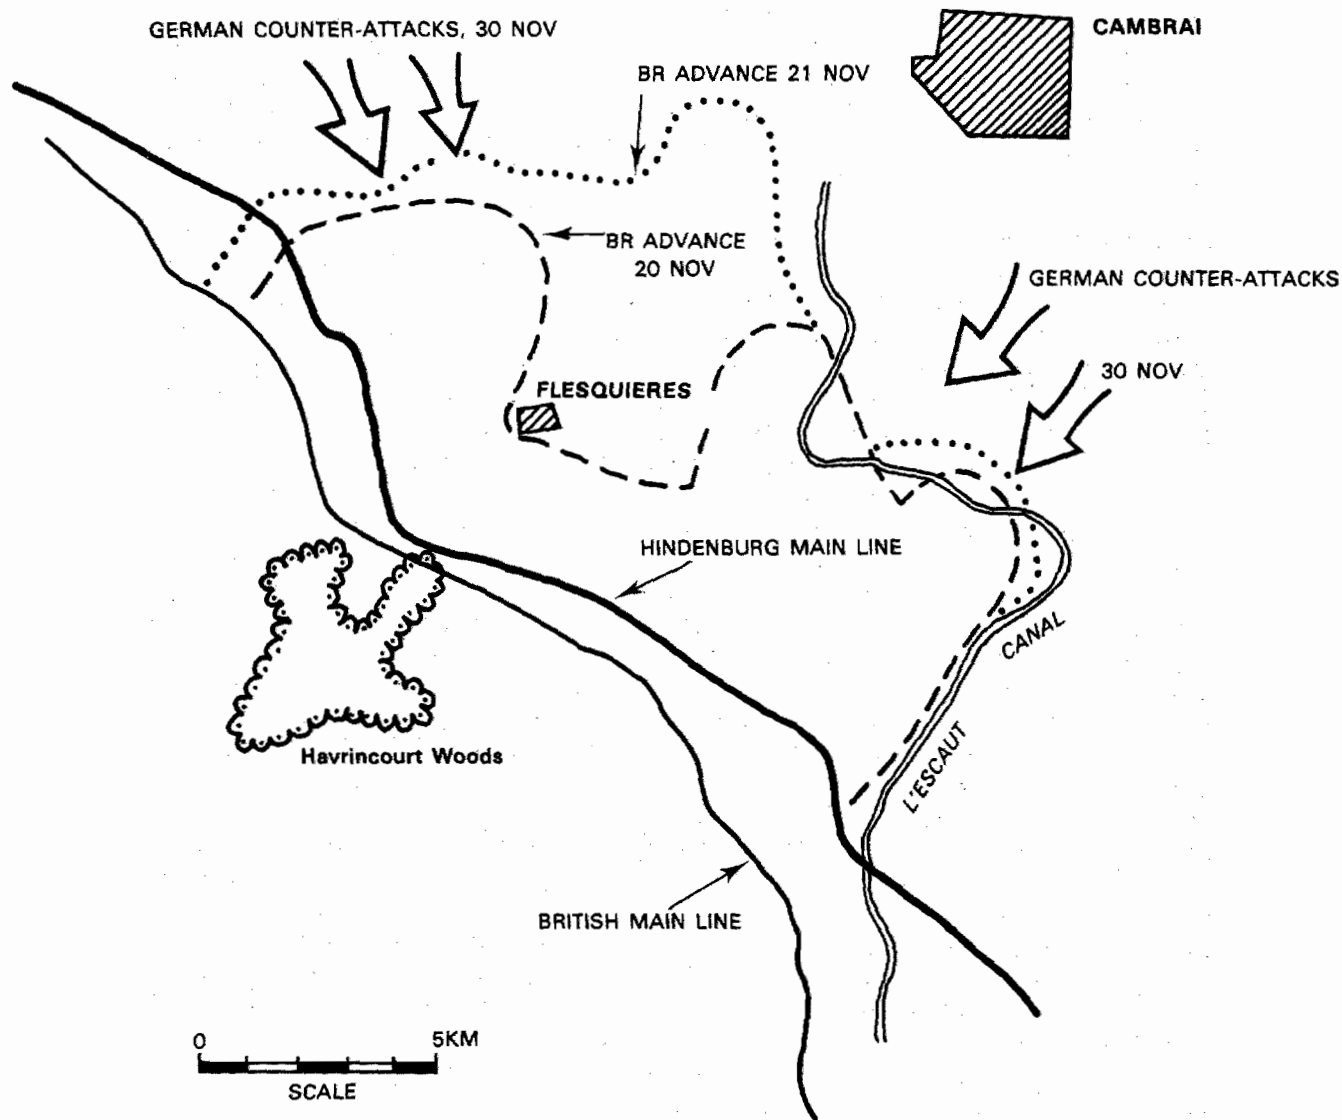 GERMAN COUNTER-ATTACKS, 30 NOV
CAMBRAI
BR ADVANCE 21 NOV
BR ADVANCE
20 NOV
GERMAN COUNTER-ATTACKS
30 NOV
FLESQUIERES
HINDENBURG MAIN LINE
CANAL
L'ESCAUT
Havrincourt Woods
BRITISH MAIN LINE
0 5KM
SCALE